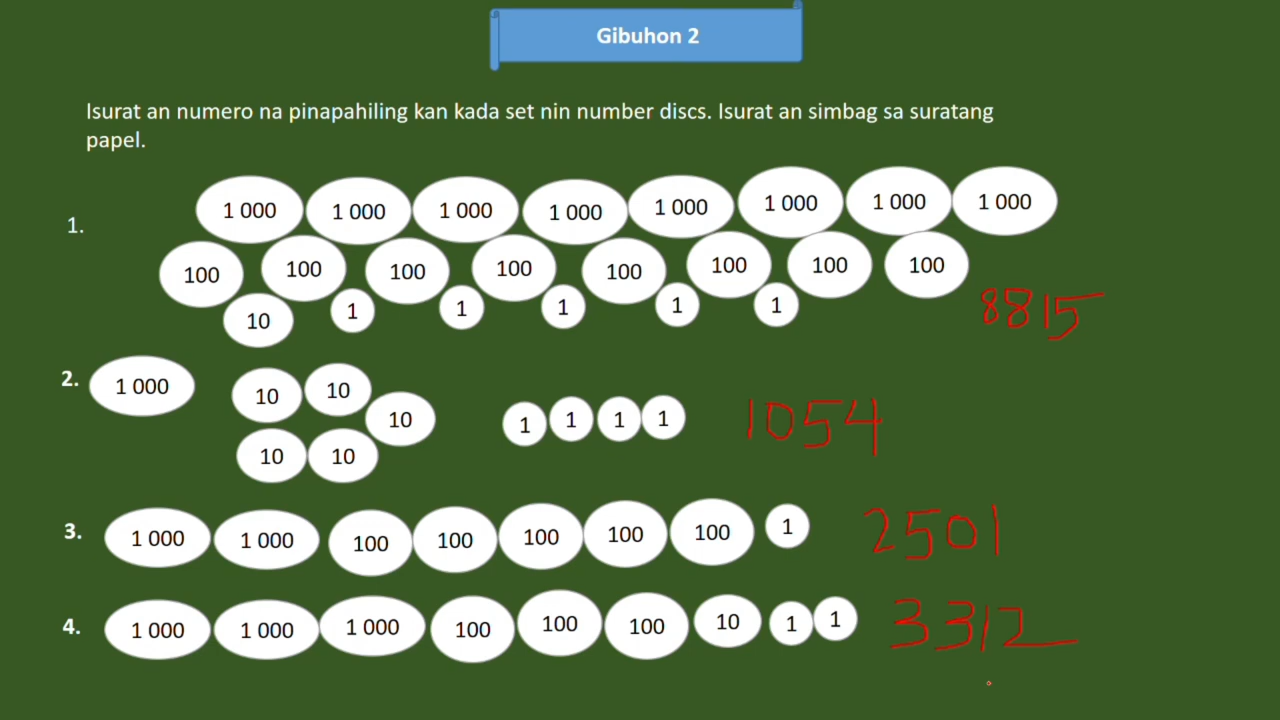 Gibuhon 2
Isurat an numero na pinapahiling kan kada set nin number discs. Isurat an simbag sa suratang
papel.
1.
1 000 1 000 1 000 1 000 1 000 1 000 1 000 1 000
100 100 100 100 100 100 100 100
10 1 1 1 1 1 8815
2. 1 000 10 10 10 1 1 1 1 1054
10 10
3. 1 000 1 000 100 100 100 100 100 1 2501
4. 1 000 1 000 1 000 100 100 100 10 1 1 3312